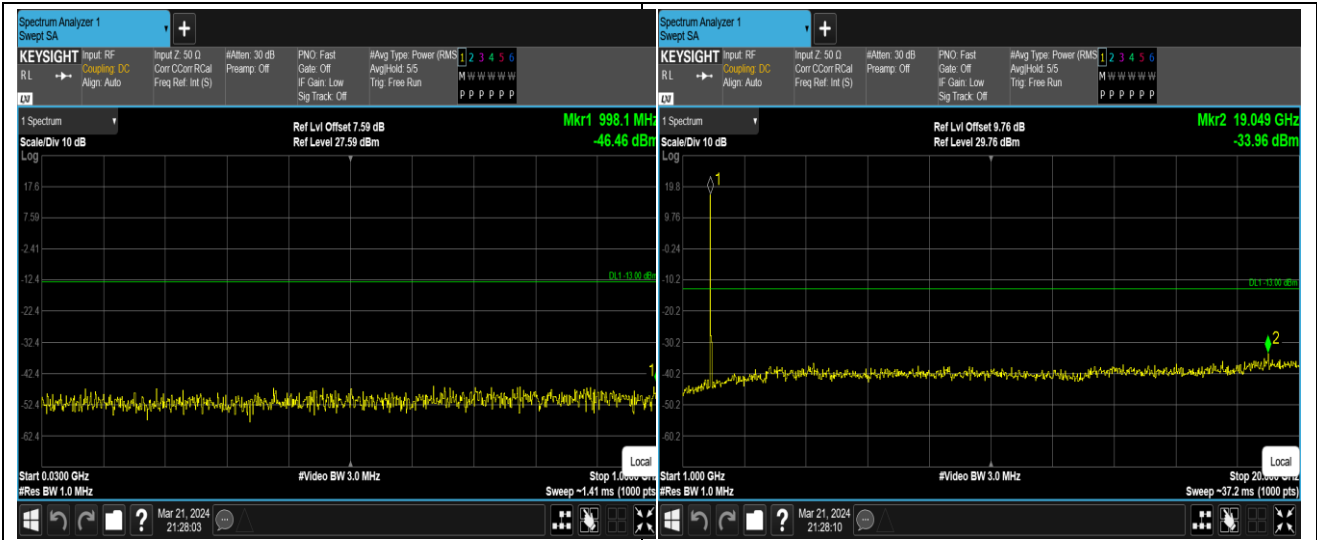 Spectrum Analyzer 1
Swept SA
+
KEYSIGHT Input: RF Input Z: 50 Ω #Atten: 30 dB PNO: Fast #Avg Type: Power (RMS 1 2 3 4 5 6
RL Coupling: DC Corr CCorr RCal Preamp: Off Gate: Off Avg|Hold: 5/5 M W W W W W
Align: Auto Freq Ref: Int (S) IF Gain: Low Trig: Free Run P P P P P P
LXI Sig Track: Off
1 Spectrum Ref Lvl Offset 7.59 dB Mkr1 998.1 MHz
Scale/Div 10 dB Ref Level 27.59 dBm -46.46 dBm
Log
17.6
7.59
-2.41
DL1 -13.00 dBm
-12.4
-22.4
-32.4
1
-42.4
-52.4
-62.4
Local
Start 0.0300 GHz #Video BW 3.0 MHz Stop 1.0000 GHz
#Res BW 1.0 MHz Sweep ~1.41 ms (1000 pts
? Mar 21, 2024
21:28:03
Spectrum Analyzer 1
Swept SA
+
KEYSIGHT Input: RF Input Z: 50 Ω #Atten: 30 dB PNO: Fast #Avg Type: Power (RMS 1 2 3 4 5 6
RL Coupling: DC Corr CCorr RCal Preamp: Off Gate: Off Avg|Hold: 5/5 M W W W W W
Align: Auto Freq Ref: Int (S) IF Gain: Low Trig: Free Run P P P P P P
LXI Sig Track: Off
1 Spectrum Ref Lvl Offset 9.76 dB Mkr2 19.049 GHz
Scale/Div 10 dB Ref Level 29.76 dBm -33.96 dBm
Log
1
19.8
9.76
-0.24
-10.2
DL1 -13.00 dBm
-20.2
-30.2
2
-40.2
-50.2
-60.2
Local
Start 1.000 GHz #Video BW 3.0 MHz Stop 20.000 GHz
#Res BW 1.0 MHz Sweep ~37.2 ms (1000 pts)
? Mar 21, 2024
21:28:10